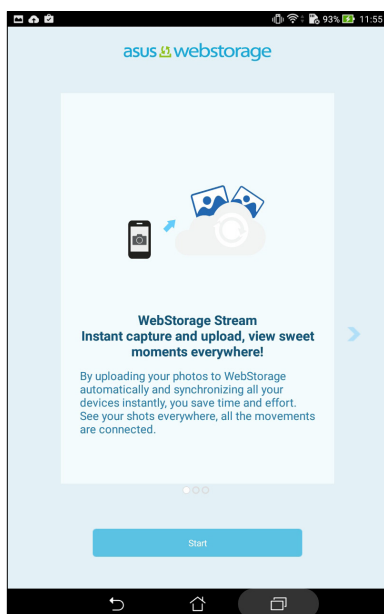 93% 11:55
asus webstorage
WebStorage Stream
Instant capture and upload, view sweet
moments everywhere!
By uploading your photos to WebStorage
automatically and synchronizing all your
devices instantly, you save time and effort.
See your shots everywhere, all the movements
are connected.
Start